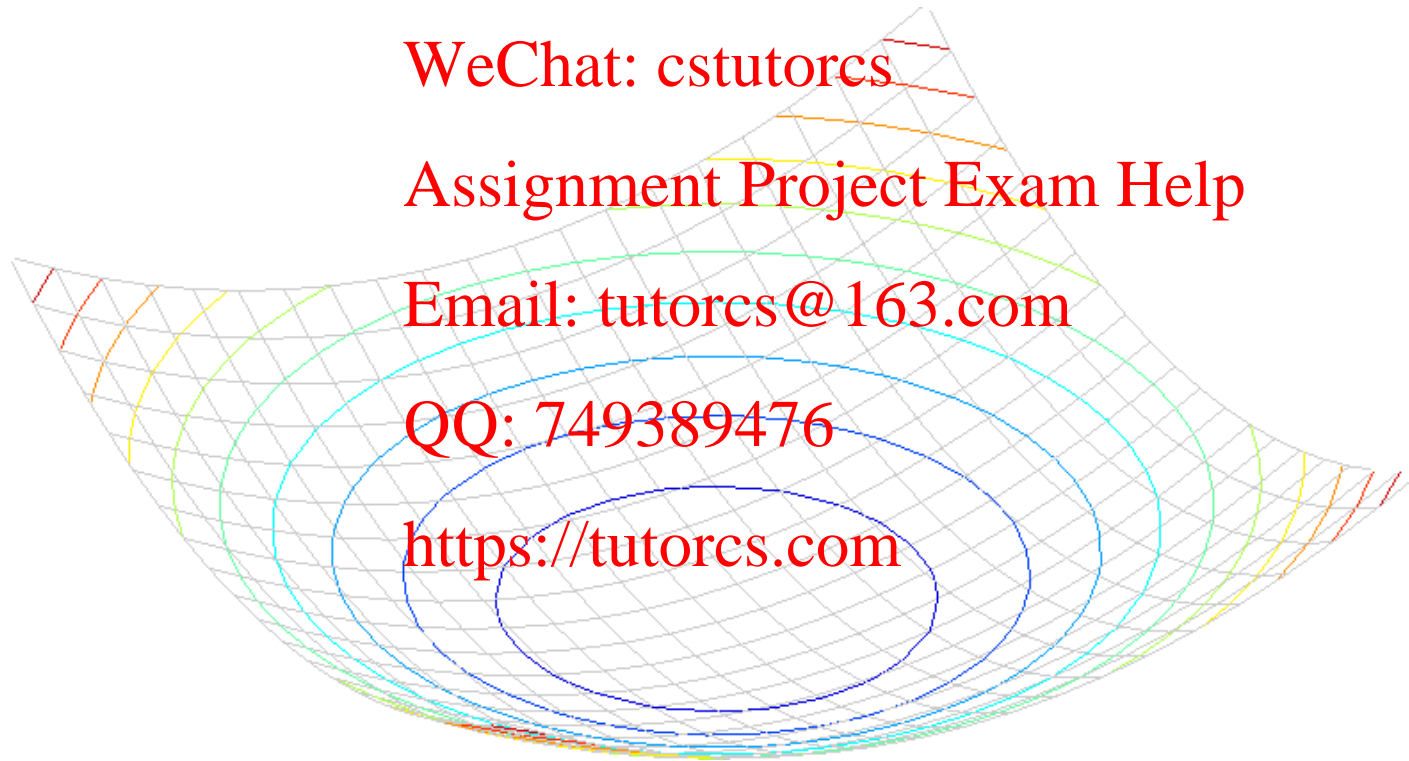 WeChat: cstutorcs
Assignment Project Exam Help
Email: tutorcs@163.com
QQ: 749389476
https://tutorcs.com